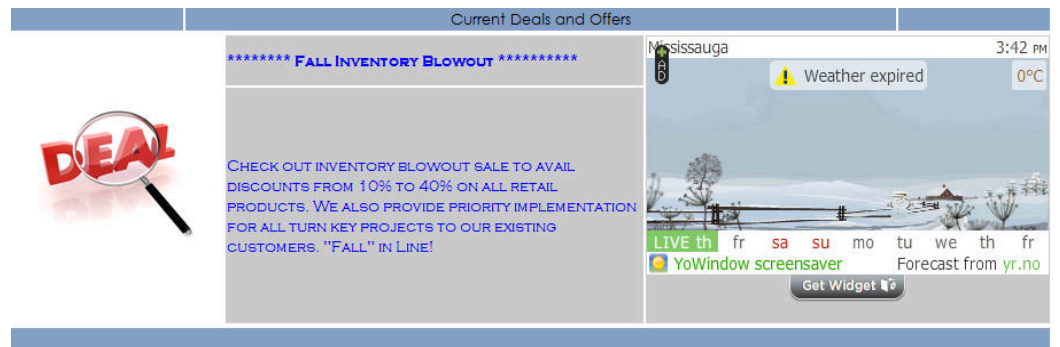 Current Deals and Offers
DEAL
******** FALL INVENTORY BLOWOUT **********
CHECK OUT INVENTORY BLOWOUT SALE TO AVAIL
DISCOUNTS FROM 10% TO 40% ON ALL RETAIL
PRODUCTS. WE ALSO PROVIDE PRIORITY IMPLEMENTATION
FOR ALL TURN KEY PROJECTS TO OUR EXISTING
CUSTOMERS. "FALL" IN LINE!
Mississauga 3:42 PM
AD
Weather expired 0°C
LIVE th fr sa su mo tu we th fr
YoWindow screensaver Forecast from yr.no
Get Widget